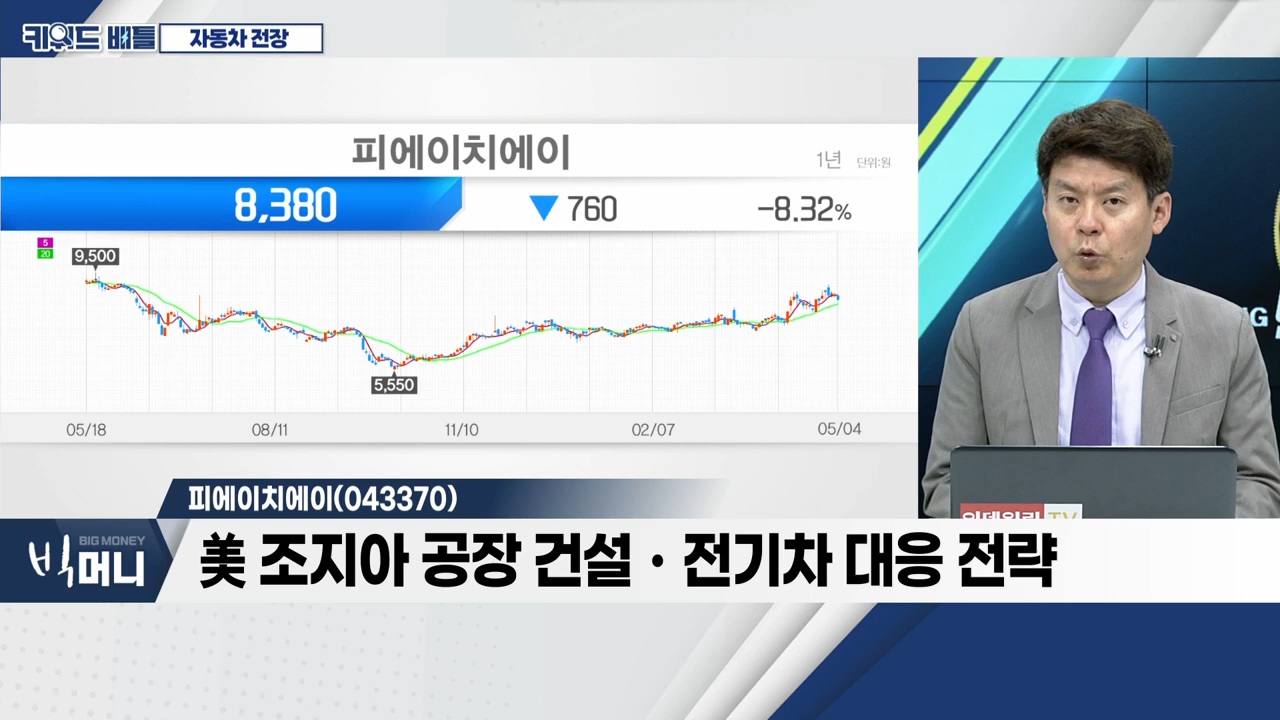 키워드 배틀 자동차 전장
피에이치에이
1년 단위:원
8,380 ▼760 -8.32%
5
20
9,500
5,550
05/18 08/11 11/10 02/07 05/04
피에이치에이(043370)
BIG MONEY
빅머니
美 조지아 공장 건설·전기차 대응 전략